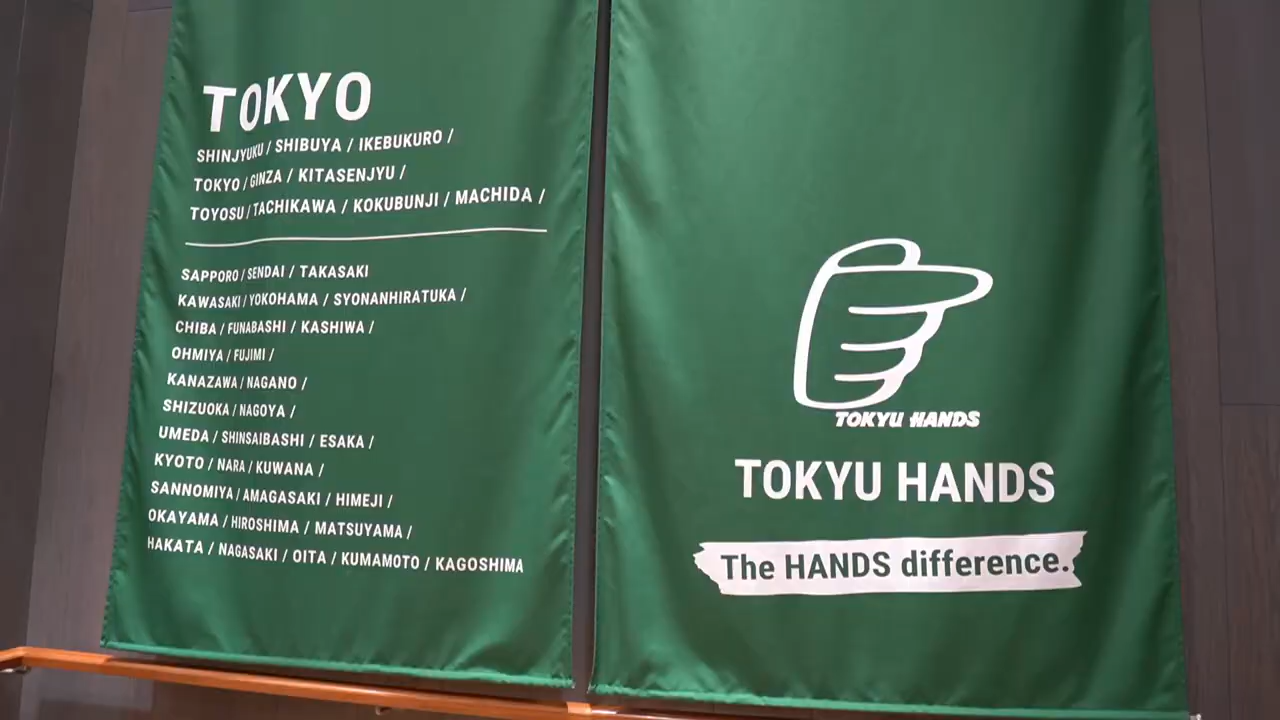 TOKYO
SHINJYUKU / SHIBUYA / IKEBUKURO /
TOKYO / GINZA / KITASENJYU /
TOYOSU / TACHIKAWA / KOKUBUNJI / MACHIDA /
SAPPORO / SENDAI / TAKASAKI
KAWASAKI / YOKOHAMA / SYONANHIRATUKA /
CHIBA / FUNABASHI / KASHIWA /
OHMIYA / FUJIMI /
KANAZAWA / NAGANO /
SHIZUOKA / NAGOYA /
UMEDA / SHINSAIBASHI / ESAKA /
KYOTO / NARA / KUWANA /
SANNOMIYA / AMAGASAKI / HIMEJI /
OKAYAMA / HIROSHIMA / MATSUYAMA /
HAKATA / NAGASAKI / OITA / KUMAMOTO / KAGOSHIMA
TOKYU HANDS
TOKYU HANDS
The HANDS difference.